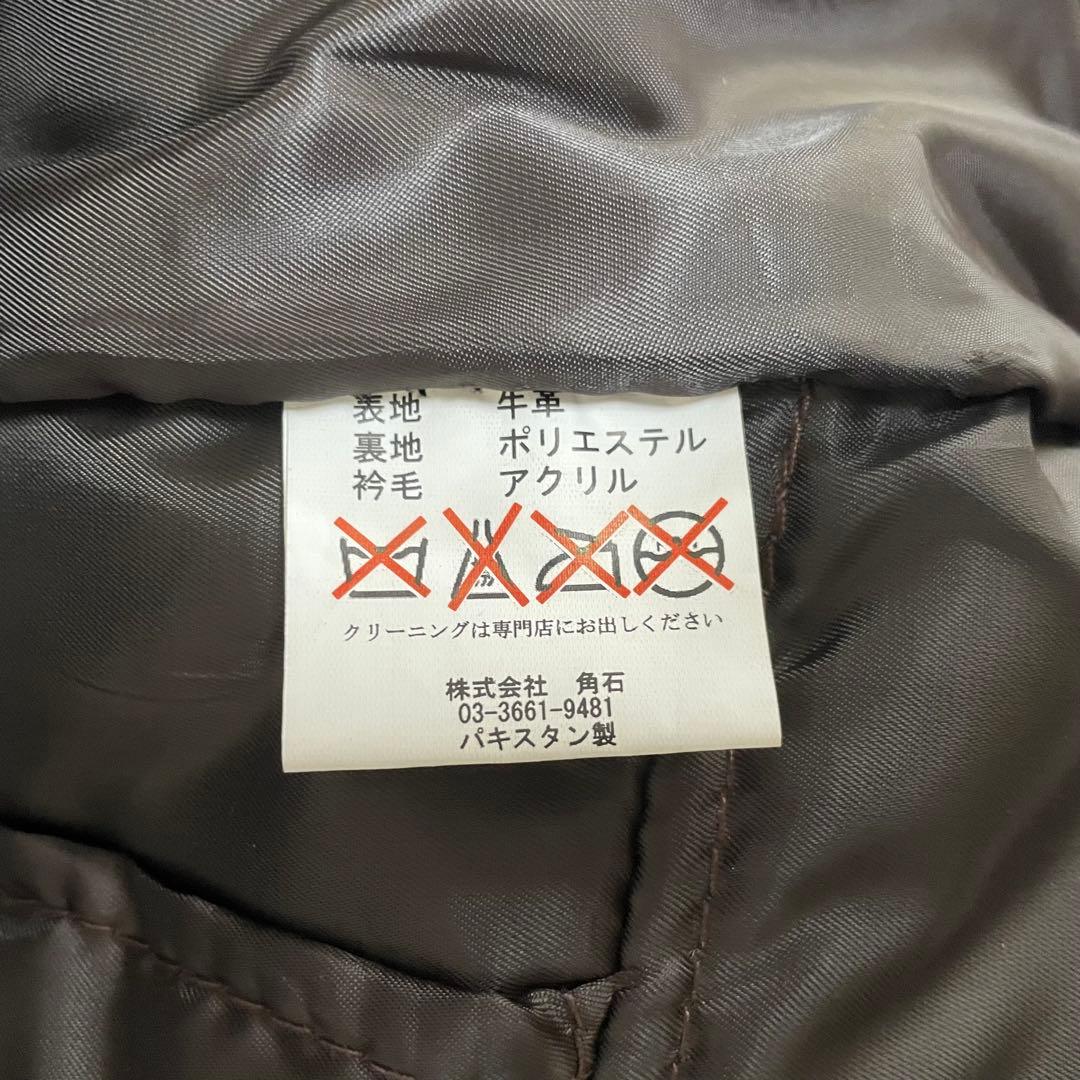 表地 牛革
裏地 ポリエステル
衿毛 アクリル
クリーニングは専門店にお出しください
株式会社 角石
03-3661-9481
パキスタン製